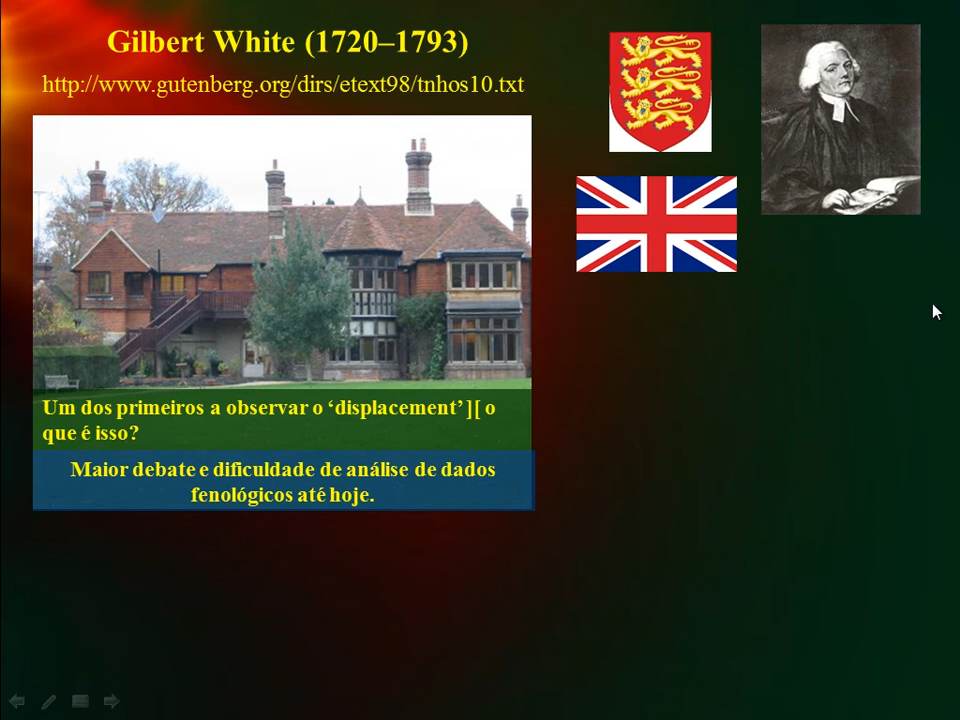 Gilbert White (1720–1793)
http://www.gutenberg.org/dirs/etext98/tnhos10.txt
Um dos primeiros a observar o ‘displacement’ ][ o
que é isso?
Maior debate e dificuldade de análise de dados
fenológicos até hoje.